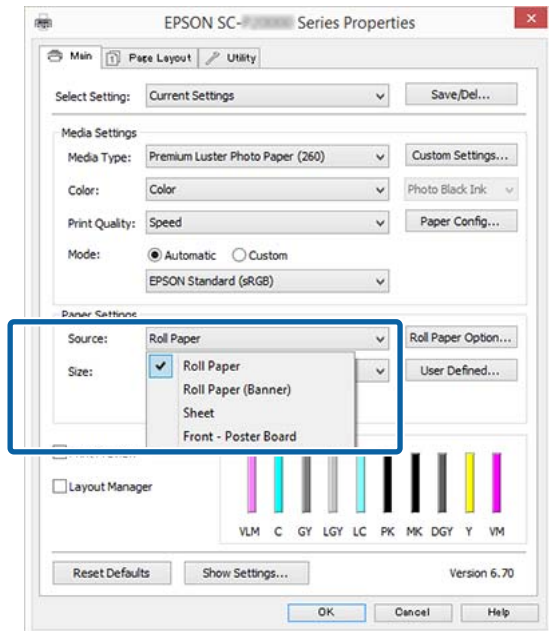 EPSON SC- Series Properties
Main Page Layout Utility
Select Setting: Current Settings Save/Del...
Media Settings
Media Type: Premium Luster Photo Paper (260) Custom Settings...
Color: Color Photo Black Ink
Print Quality: Speed Paper Config...
Mode: Automatic Custom
EPSON Standard (sRGB)
Paper Settings
Source: Roll Paper Roll Paper Option...
Size: Roll Paper User Defined...
Roll Paper (Banner)
Sheet
Front - Poster Board
Layout Manager
VLM C GY LGY LC PK MK DGY Y VM
Reset Defaults Show Settings... Version 6.70
OK Cancel Help